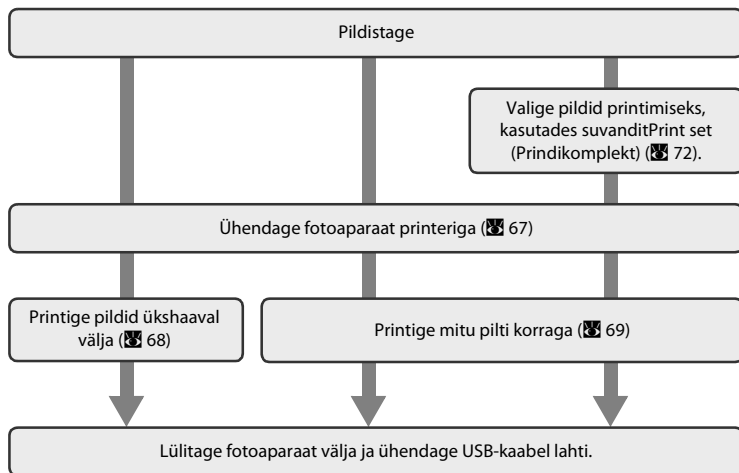 Pildistage
Valige pildid printimiseks,
kasutades suvanditPrint set
(Prindikomplekt) (72).
Ühendage fotoaparaat printeriga (67)
Printige pildid ükshaaval
välja (68)
Printige mitu pilti korraga (69)
Lülitage fotoaparaat välja ja ühendage USB-kaabel lahti.